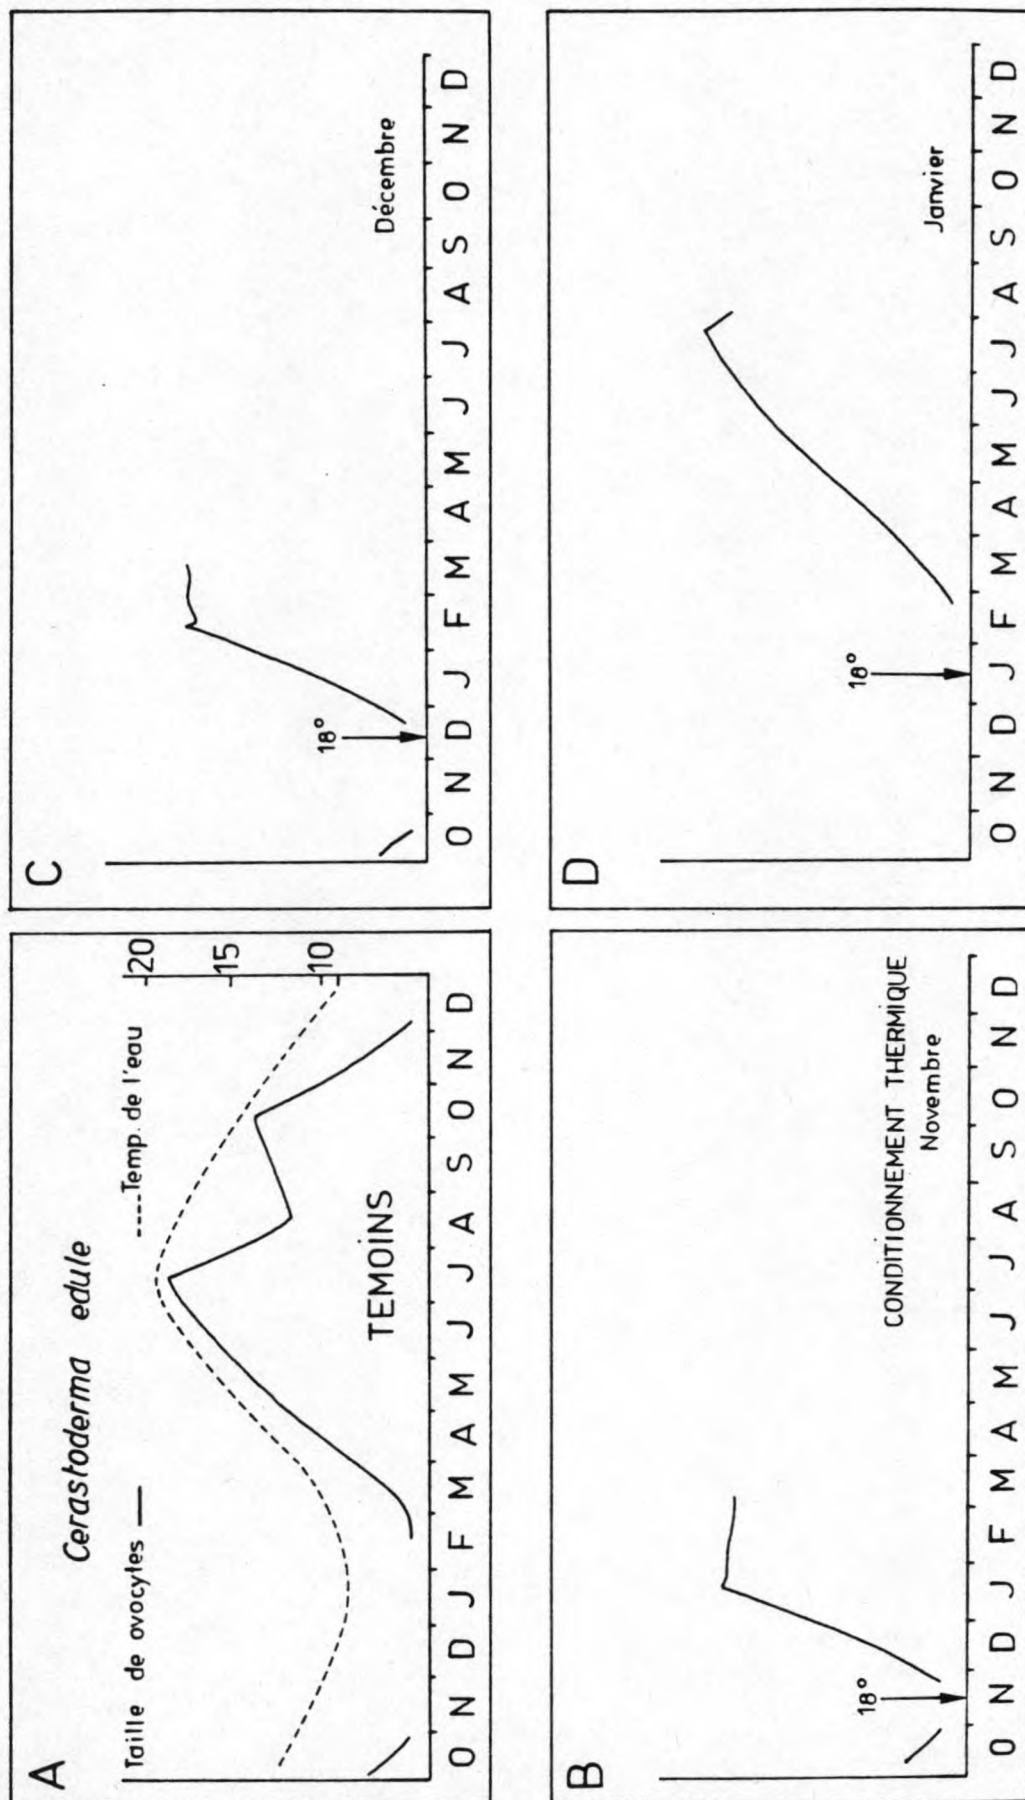 A
Cerastoderma edule
Taille de ovocytes
Temp. de l'eau
20
15
10
TEMOINS
O N D J F M A M J J A S O N D
B
18°
CONDITIONNEMENT THERMIQUE
Novembre
O N D J F M A M J J A S O N D
C
18°
Décembre
O N D J F M A M J J A S O N D
D
18°
Janvier
O N D J F M A M J J A S O N D